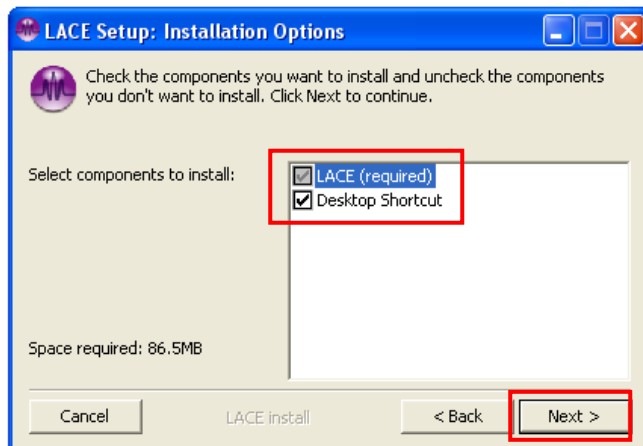 LACE Setup: Installation Options
Check the components you want to install and uncheck the components
you don't want to install. Click Next to continue.
Select components to install:
LACE (required)
Desktop Shortcut
Space required: 86.5MB
Cancel
LACE install
< Back
Next >